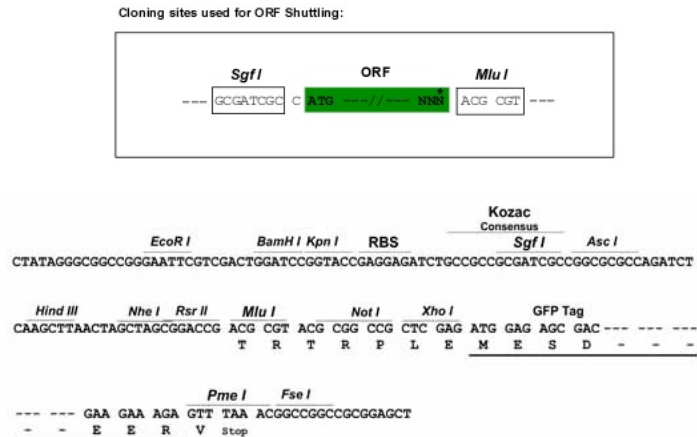 Cloning sites used for ORF Shuttling:
Sgf I ORF Mlu I
--- GCGATCGC C ATG ---//--- NNN* ACG CGT ---
Kozac
Consensus
EcoR I BamH I Kpn I RBS Sgf I Asc I
CTATAGGGCGGCCGGGAATTCGTCGACTGGATCCGGTACCGAGGAGATCTGCCGCCGCGATCGCCGGCGCGCCAGATCT
Hind III Nhe I Rsr II Mlu I Not I Xho I GFP Tag
CAAGCTTAACTAGCTAGCGGACCG ACG CGT ACG CGG CCG CTC GAG ATG GAG AGC GAC --- --- ---
T R T R P L E M E S D - - -
Pme I Fse I
--- --- GAA GAA AGA GTT TAA ACGGCCGGCCGCGGAGCT
- - E E R V Stop